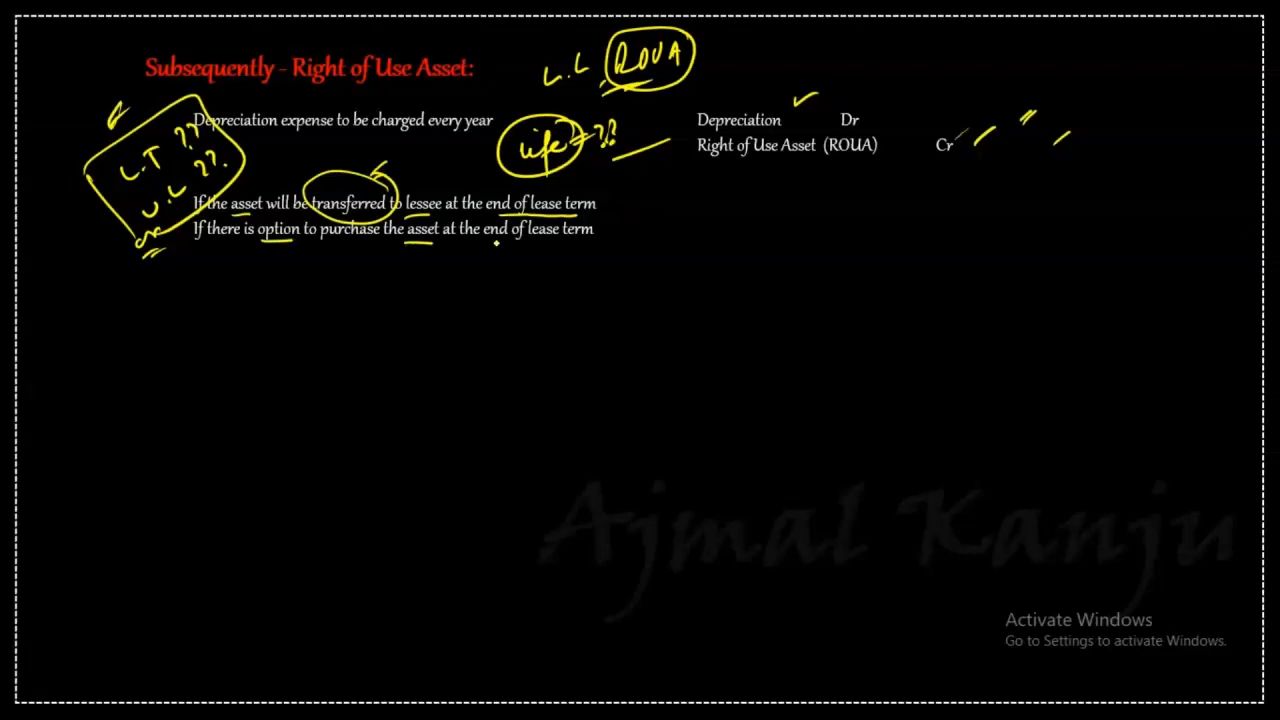 L.L ROUA
Subsequently - Right of Use Asset:
Depreciation expense to be charged every year
life = ??
Depreciation Dr
Right of Use Asset (ROUA) Cr
L.T ??
U.L ??
If the asset will be transferred to lessee at the end of lease term
If there is option to purchase the asset at the end of lease term
Ajmal Kanju
Activate Windows
Go to Settings to activate Windows.